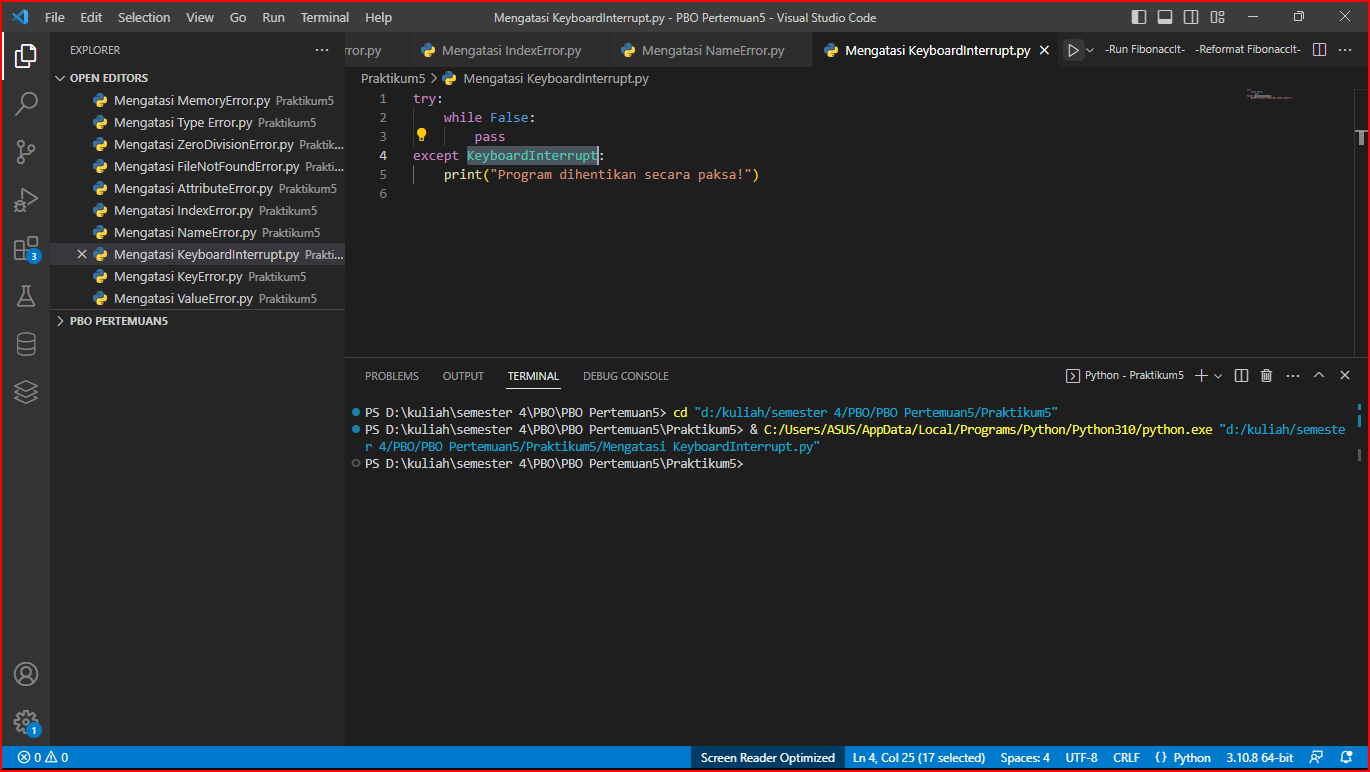 File Edit Selection View Go Run Terminal Help
Mengatasi KeyboardInterrupt.py - PBO Pertemuan5 - Visual Studio Code
EXPLORER
ror.py Mengatasi IndexError.py Mengatasi NameError.py Mengatasi KeyboardInterrupt.py -Run Fibonaccit- -Reformat Fibonaccit-
OPEN EDITORS
Mengatasi MemoryError.py Praktikum5
Mengatasi Type Error.py Praktikum5
Mengatasi ZeroDivisionError.py Praktik...
Mengatasi FileNotFoundError.py Prakti...
Mengatasi AttributeError.py Praktikum5
Mengatasi IndexError.py Praktikum5
Mengatasi NameError.py Praktikum5
Mengatasi KeyboardInterrupt.py Prakti...
Mengatasi KeyError.py Praktikum5
Mengatasi ValueError.py Praktikum5
PBO PERTEMUAN5
3
1
Praktikum5 > Mengatasi KeyboardInterrupt.py
1 try:
2 while False:
3 pass
4 except KeyboardInterrupt:
5 print("Program dihentikan secara paksa!")
6
PROBLEMS OUTPUT TERMINAL DEBUG CONSOLE
Python - Praktikum5
PS D:\kuliah\semester 4\PBO\PBO Pertemuan5> cd "d:/kuliah/semester 4/PBO/PBO Pertemuan5/Praktikum5"
PS D:\kuliah\semester 4\PBO\PBO Pertemuan5\Praktikum5> & C:/Users/ASUS/AppData/Local/Programs/Python/Python310/python.exe "d:/kuliah/semeste
r 4/PBO/PBO Pertemuan5/Praktikum5/Mengatasi KeyboardInterrupt.py"
PS D:\kuliah\semester 4\PBO\PBO Pertemuan5\Praktikum5>
0 0
Screen Reader Optimized Ln 4, Col 25 (17 selected) Spaces: 4 UTF-8 CRLF {} Python 3.10.8 64-bit